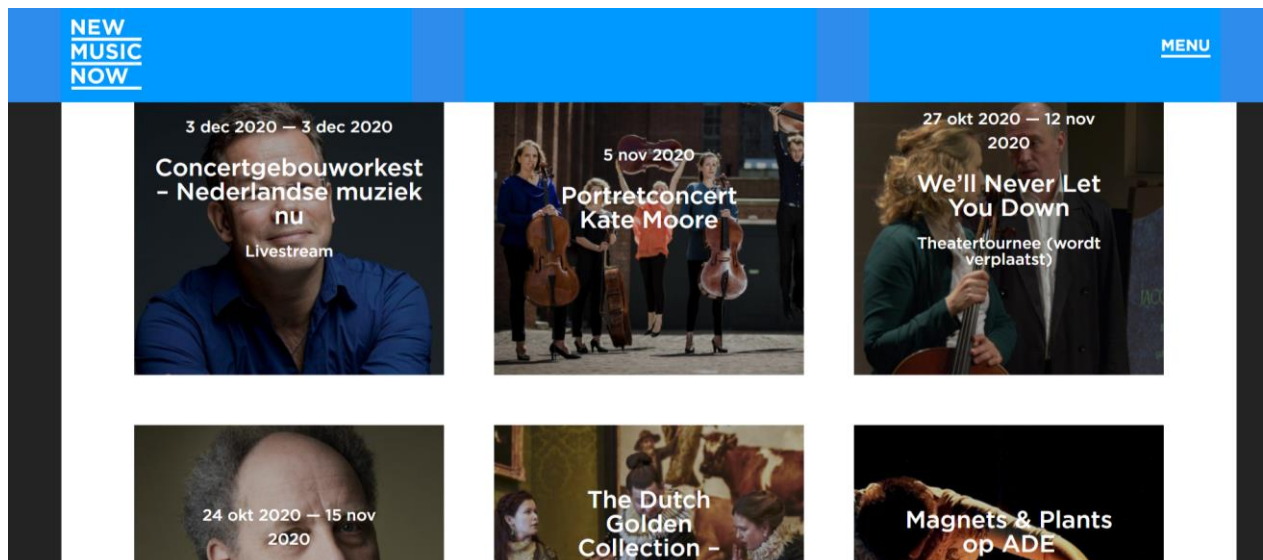 NEW
MUSIC
NOW
MENU
3 dec 2020 — 3 dec 2020
Concertgebouworkest
– Nederlandse muziek
nu
Livestream
5 nov 2020
Portretconcert
Kate Moore
27 okt 2020 — 12 nov
2020
We’ll Never Let
You Down
Theatertournee (wordt
verplaatst)
24 okt 2020 — 15 nov
2020
The Dutch
Golden
Collection –
Magnets & Plants
op ADE